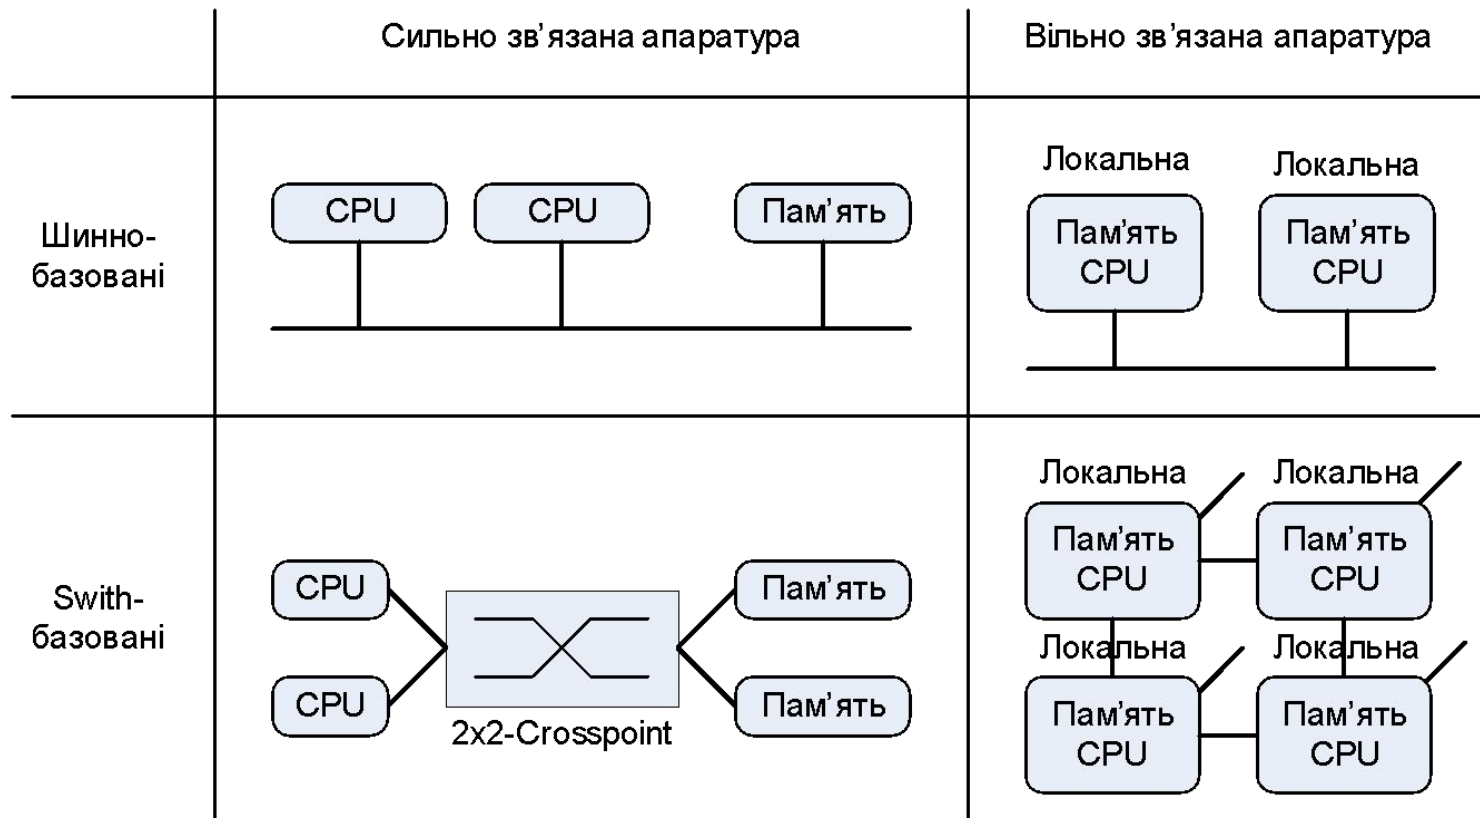 Сильно зв’язана апаратура
Вільно зв’язана апаратура
Шинно-
базовані
CPU
CPU
Пам’ять
Локальна
Пам’ять
CPU
Локальна
Пам’ять
CPU
Swith-
базовані
CPU
CPU
2x2-Crosspoint
Пам’ять
Пам’ять
Локальна
Пам’ять
CPU
Локальна
Пам’ять
CPU
Локальна
Пам’ять
CPU
Локальна
Пам’ять
CPU